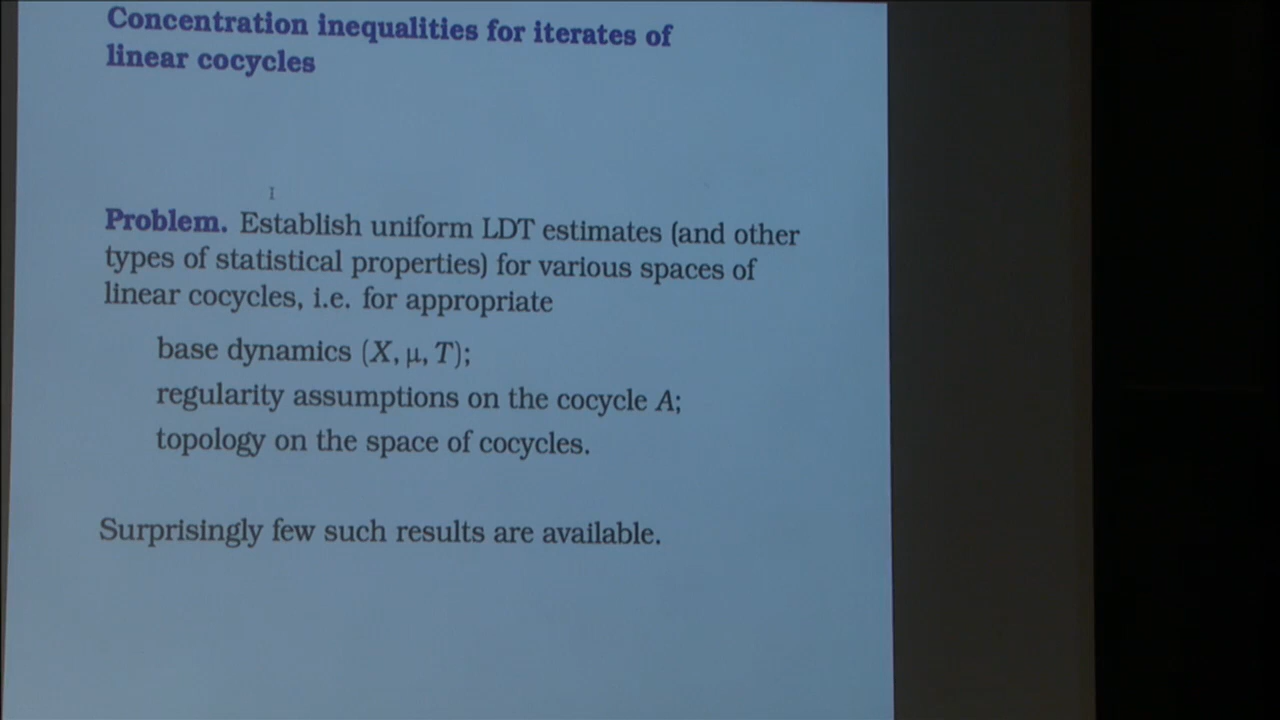 Concentration inequalities for iterates of
linear cocycles
Problem. Establish uniform LDT estimates (and other
types of statistical properties) for various spaces of
linear cocycles, i.e. for appropriate
base dynamics (X, μ, T);
regularity assumptions on the cocycle A;
topology on the space of cocycles.
Surprisingly few such results are available.